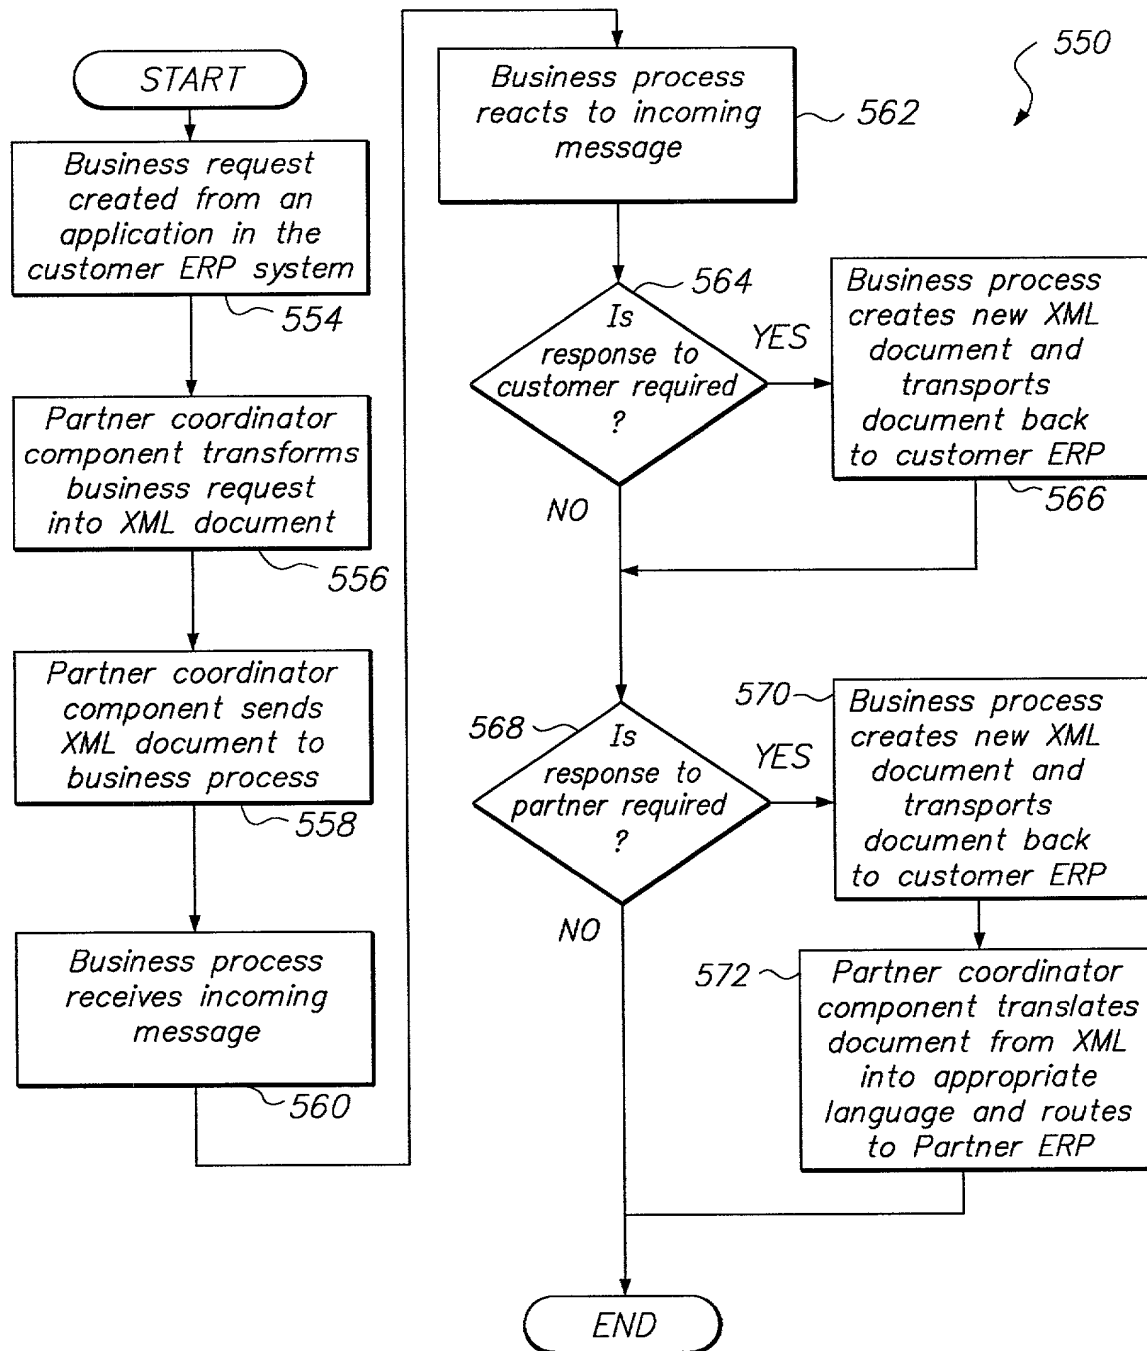 START
Business request
created from an
application in the
customer ERP system
554
Partner coordinator
component transforms
business request
into XML document
556
Partner coordinator
component sends
XML document to
business process
558
Business process
receives incoming
message
560
550
Business process
reacts to incoming
message
562
564
Is
response to
customer required
?
YES
NO
Business process
creates new XML
document and
transports
document back
to customer ERP
566
568
Is
response to
partner required
?
YES
NO
570
Business process
creates new XML
document and
transports
document back
to customer ERP
572
Partner coordinator
component translates
document from XML
into appropriate
language and routes
to Partner ERP
END